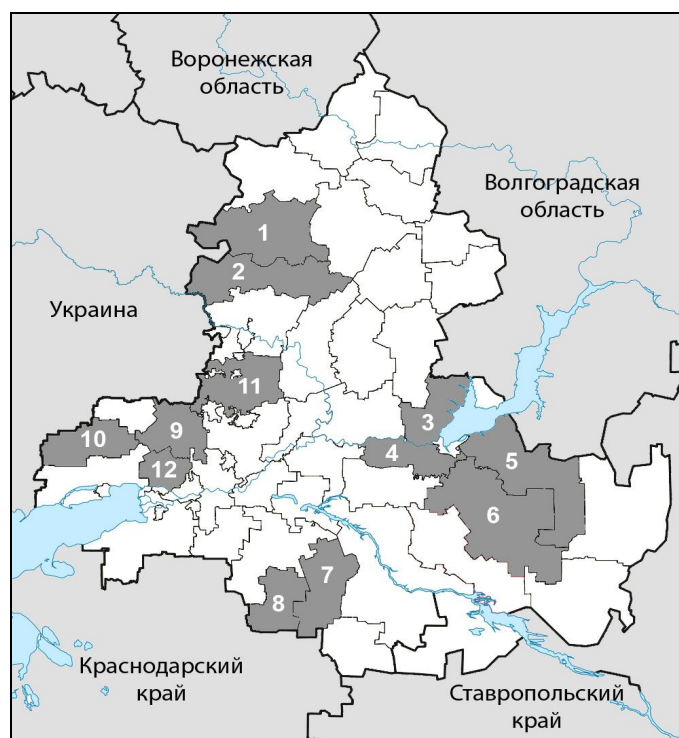 Воронежская
область
Волгоградская
область
1
2
Украина
11
3
9
10
4
5
12
6
7
8
Краснодарский
край
Ставропольский
край